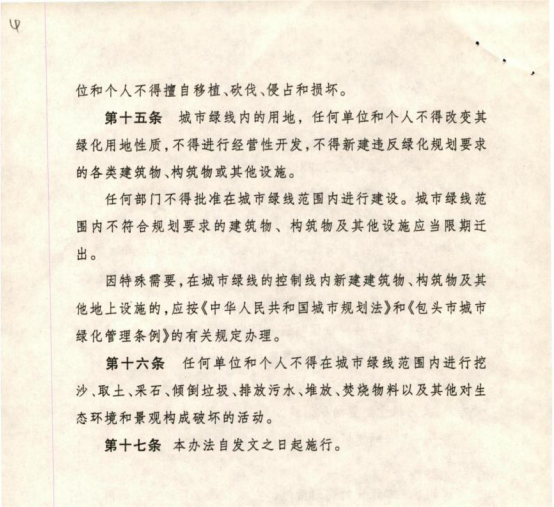 4
位和个人不得擅自移植、砍伐、侵占和损坏。
第十五条 城市绿线内的用地，任何单位和个人不得改变其
绿化用地性质，不得进行经营性开发，不得新建违反绿化规划要求
的各类建筑物、构筑物或其他设施。
任何部门不得批准在城市绿线范围内进行建设。城市绿线范
围内不符合规划要求的建筑物、构筑物及其他设施应当限期迁
出。
因特殊需要，在城市绿线的控制线内新建建筑物、构筑物及其
他地上设施的，应按《中华人民共和国城市规划法》和《包头市城市
绿化管理条例》的有关规定办理。
第十六条 任何单位和个人不得在城市绿线范围内进行挖
沙、取土、采石、倾倒垃圾、排放污水、堆放、焚烧物料以及其他对生
态环境和景观构成破坏的活动。
第十七条 本办法自发文之日起施行。